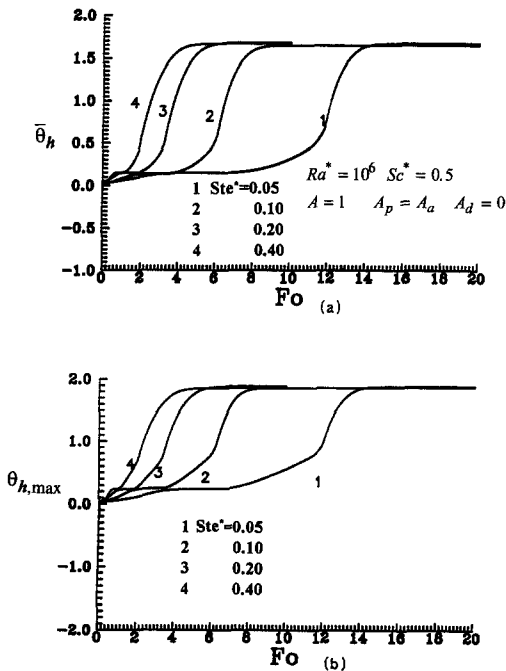 2.0
1.5
1.0
0.5
0.0
−0.5
−1.0
θ̄h
4
3
2
1
1 Ste*=0.05
2 0.10
3 0.20
4 0.40
Ra* = 10⁶ Sc* = 0.5
A = 1 Ap = Aa Ad = 0
0 2 4 6 8 10 12 14 16 18 20
Fo
(a)
2.0
1.0
0.0
−1.0
−2.0
θh,max
4
3
2
1
1 Ste*=0.05
2 0.10
3 0.20
4 0.40
0 2 4 6 8 10 12 14 16 18 20
Fo
(b)